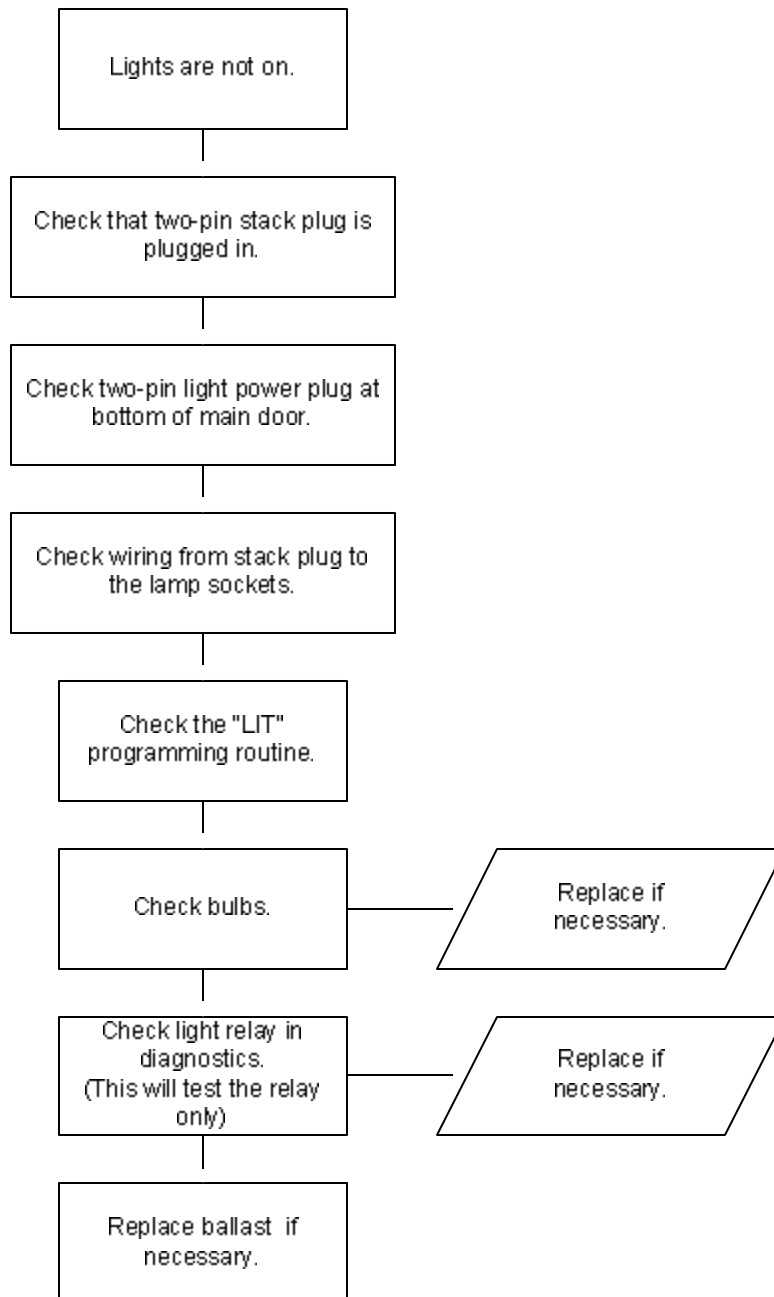 Lights are not on.
Check that two-pin stack plug is
plugged in.
Check two-pin light power plug at
bottom of main door.
Check wiring from stack plug to
the lamp sockets.
Check the "LIT"
programming routine.
Check bulbs.
Replace if
necessary.
Check light relay in
diagnostics.
(This will test the relay
only)
Replace if
necessary.
Replace ballast if
necessary.